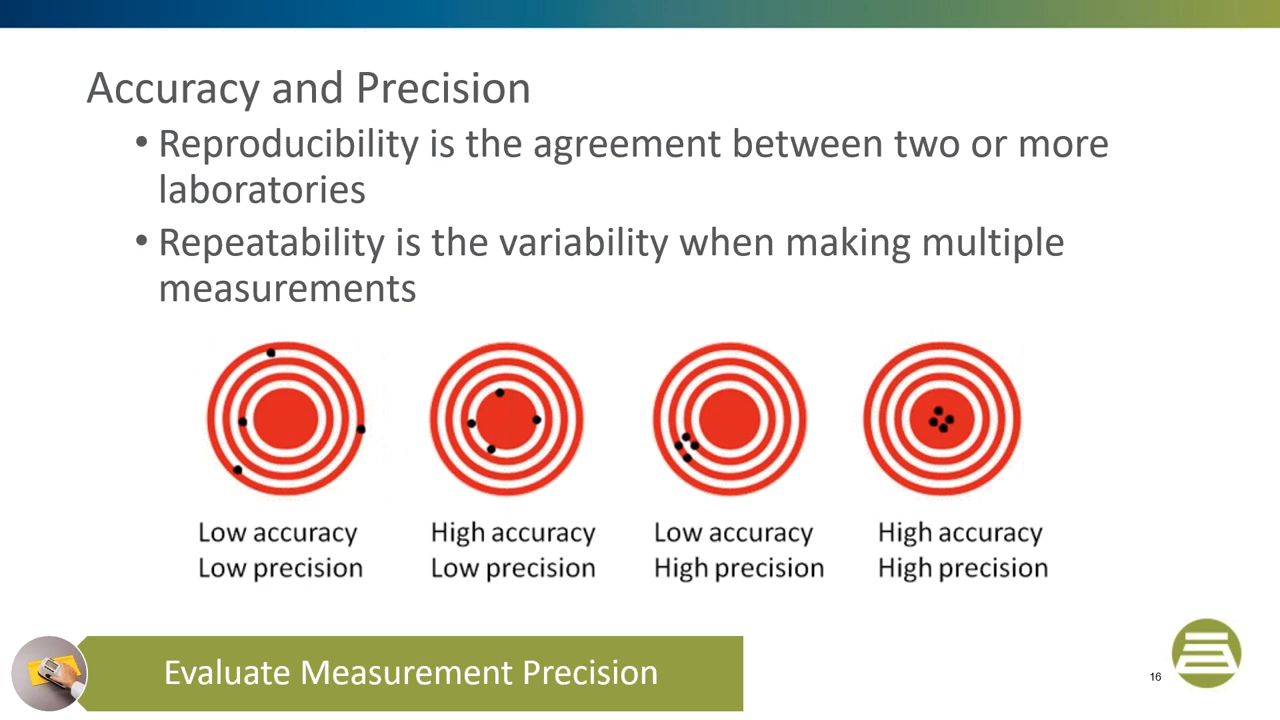 Accuracy and Precision
• Reproducibility is the agreement between two or more
laboratories
• Repeatability is the variability when making multiple
measurements
Low accuracy
Low precision
High accuracy
Low precision
Low accuracy
High precision
High accuracy
High precision
Evaluate Measurement Precision
16